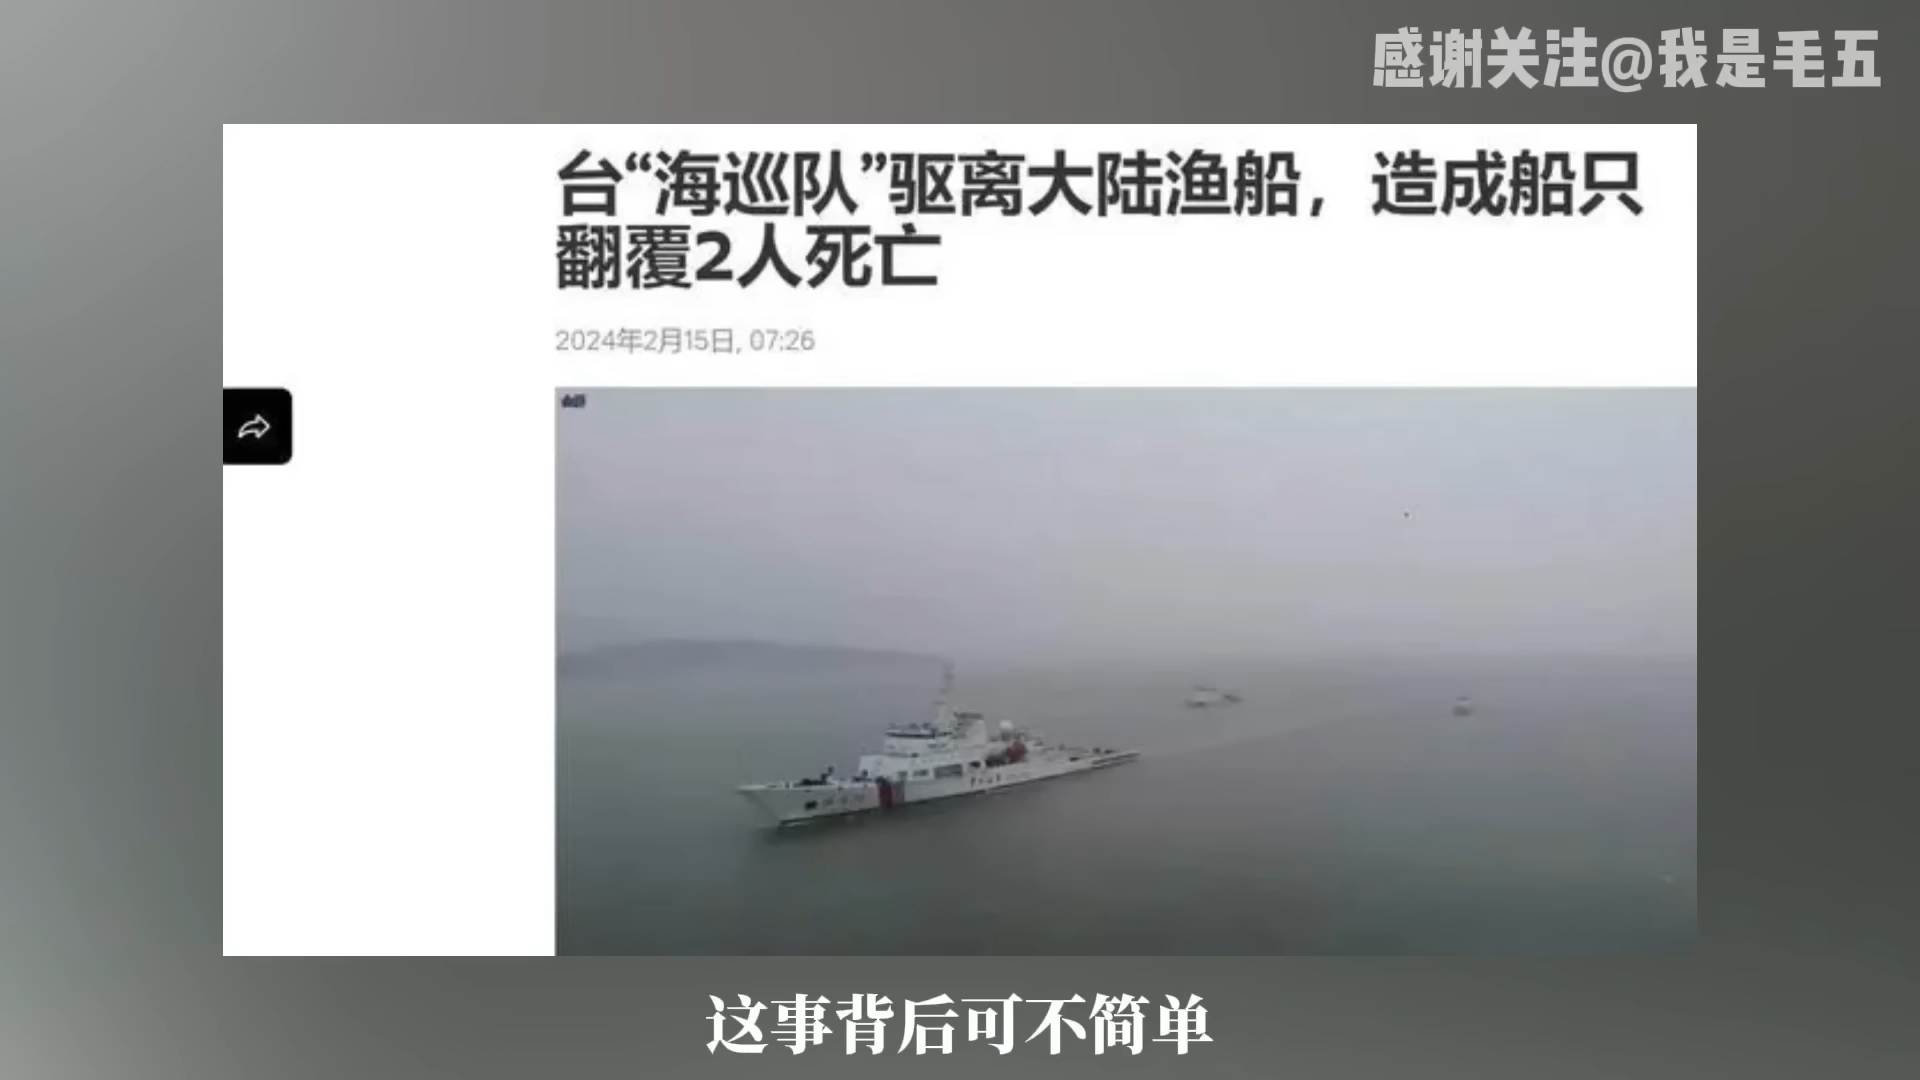 感谢关注@我是毛五
台“海巡队”驱离大陆渔船，造成船只
翻覆2人死亡
2024年2月15日, 07:26
这事背后可不简单